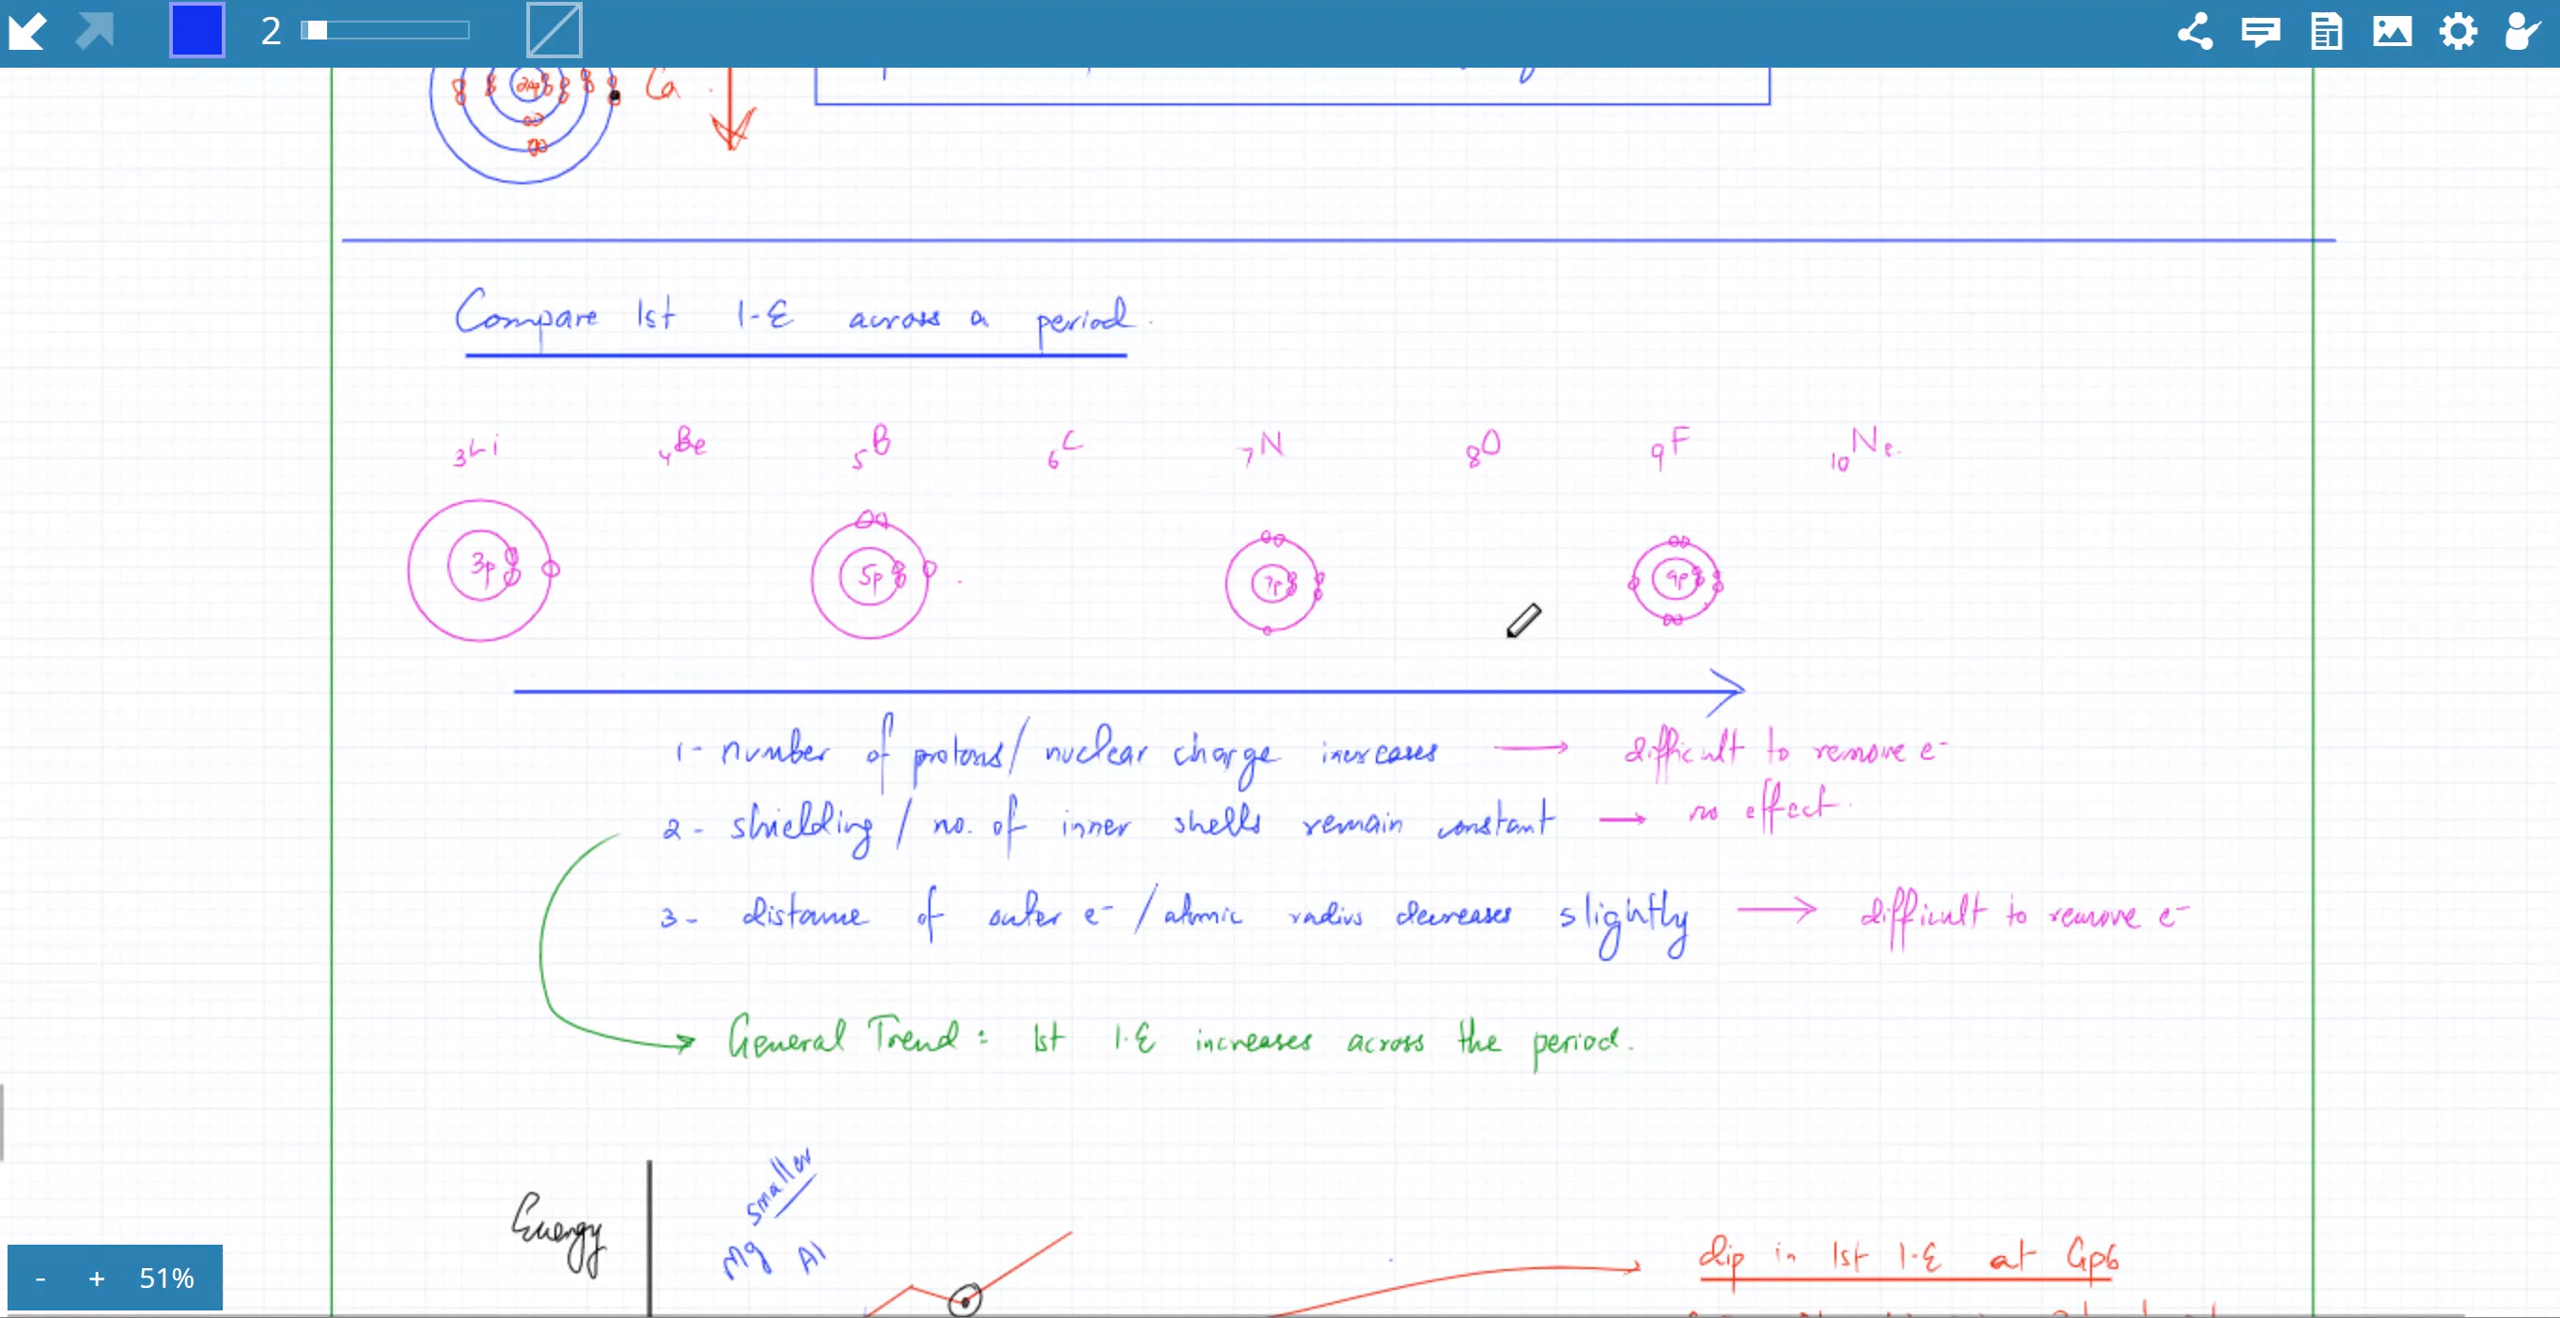 2
Ca
Compare 1st I-E across a period.
3Li 4Be 5B 6C 7N 8O 9F 10Ne
3p 5p 7p 9p
1- number of protons/ nuclear charge increases → difficult to remove e-
2- shielding / no. of inner shells remain constant → no effect.
3- distance of outer e- / atomic radius decreases slightly → difficult to remove e-
General Trend: 1st I.E increases across the period.
smaller
Energy
Mg Al
dip in 1st I-E at Gp6
- + 51%